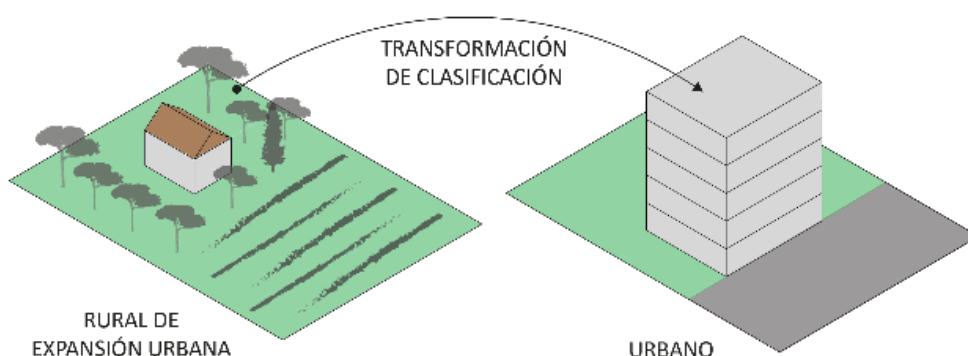 TRANSFORMACIÓN
DE CLASIFICACIÓN
RURAL DE
EXPANSIÓN URBANA
URBANO